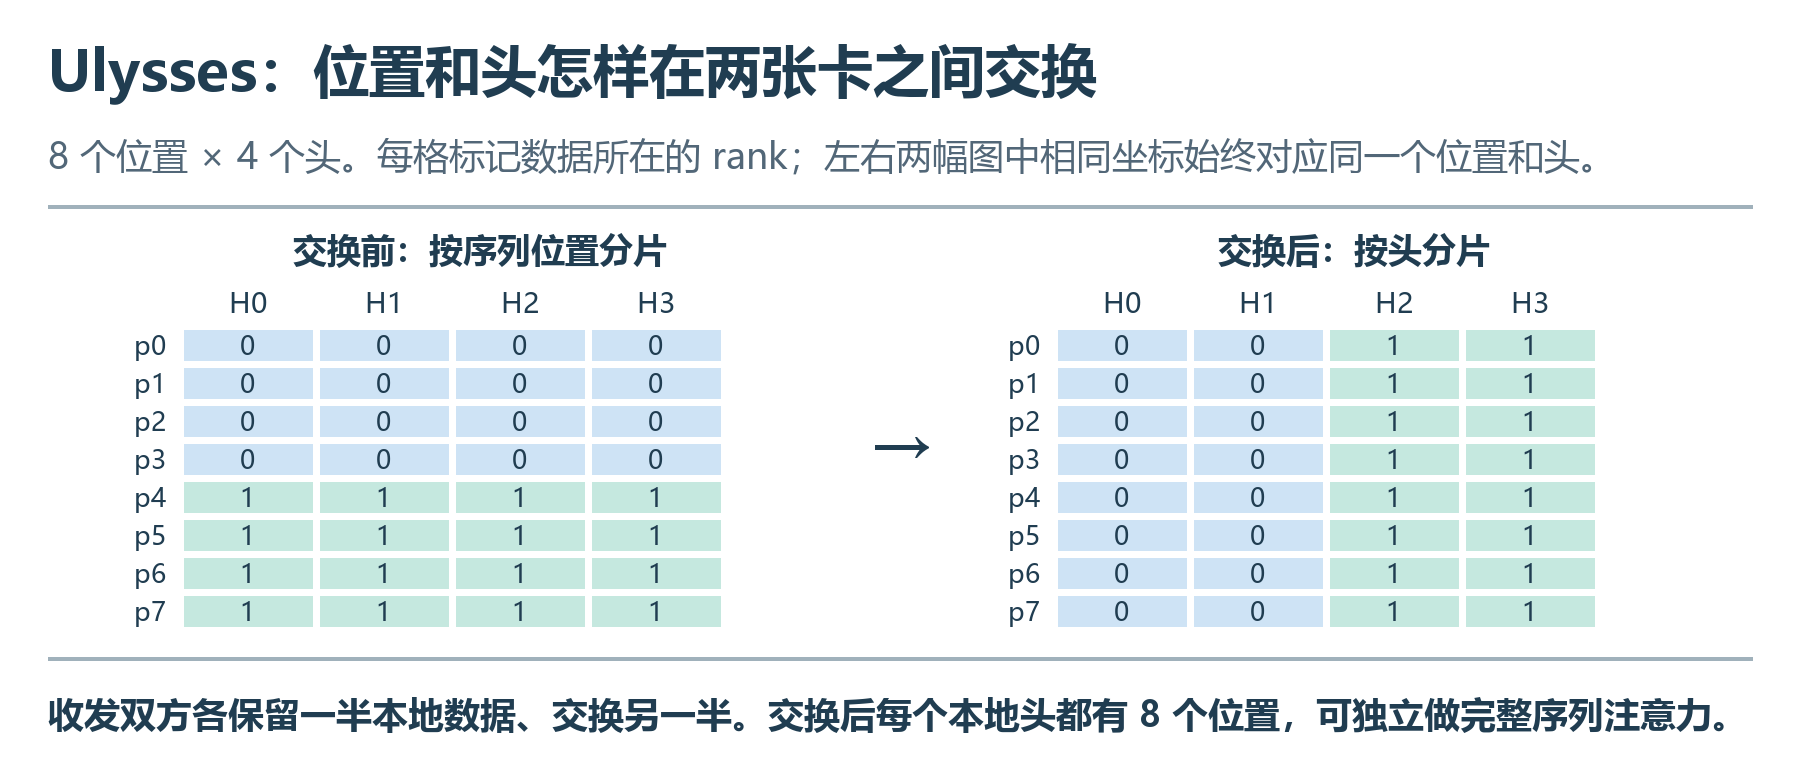 Ulysses：位置和头怎样在两张卡之间交换
8 个位置 × 4 个头。每格标记数据所在的 rank；左右两幅图中相同坐标始终对应同一个位置和头。
交换前：按序列位置分片
H0 H1 H2 H3
p0 0 0 0 0
p1 0 0 0 0
p2 0 0 0 0
p3 0 0 0 0
p4 1 1 1 1
p5 1 1 1 1
p6 1 1 1 1
p7 1 1 1 1
→
交换后：按头分片
H0 H1 H2 H3
p0 0 0 1 1
p1 0 0 1 1
p2 0 0 1 1
p3 0 0 1 1
p4 0 0 1 1
p5 0 0 1 1
p6 0 0 1 1
p7 0 0 1 1
收发双方各保留一半本地数据、交换另一半。交换后每个本地头都有 8 个位置，可独立做完整序列注意力。